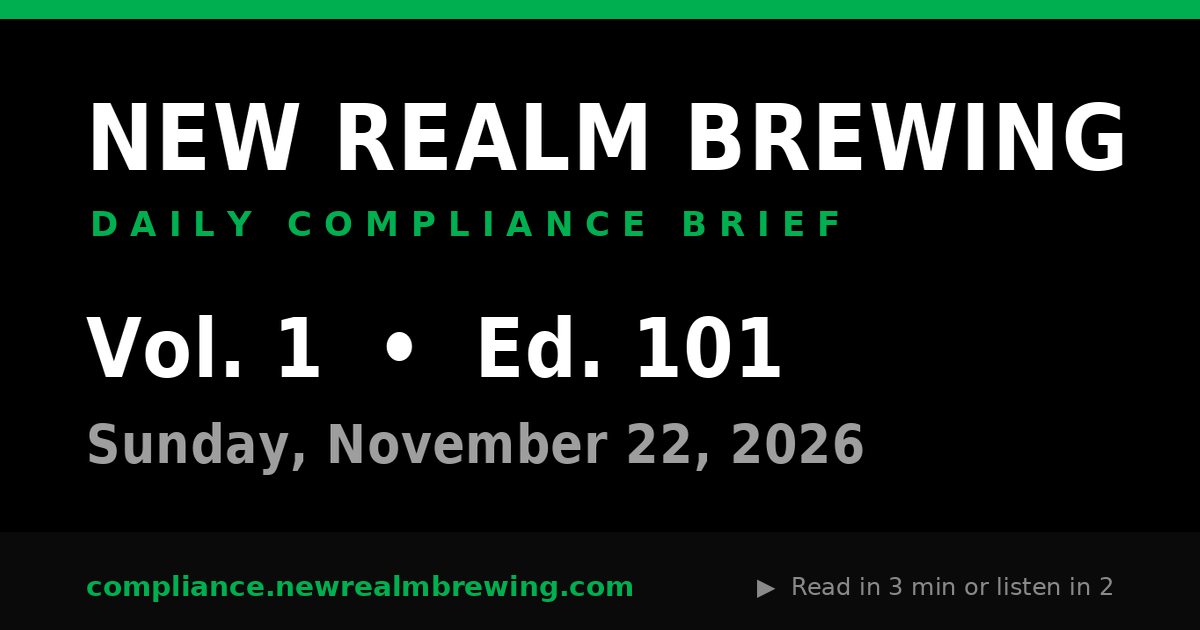 NEW REALM BREWING
DAILY COMPLIANCE BRIEF
Vol. 1 • Ed. 101
Sunday, November 22, 2026
compliance.newrealmbrewing.com
▶ Read in 3 min or listen in 2